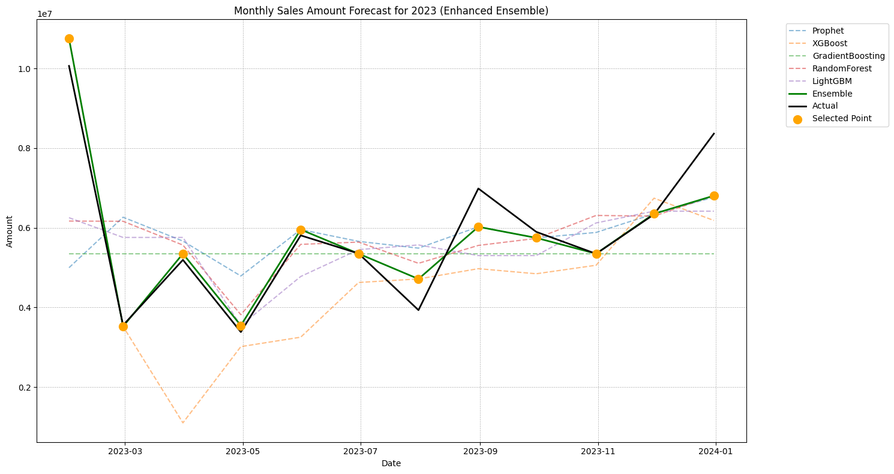 Monthly Sales Amount Forecast for 2023 (Enhanced Ensemble)
1e7
1.0
0.8
0.6
0.4
0.2
Amount
2023-03
2023-05
2023-07
2023-09
2023-11
2024-01
Date
Prophet
XGBoost
GradientBoosting
RandomForest
LightGBM
Ensemble
Actual
Selected Point